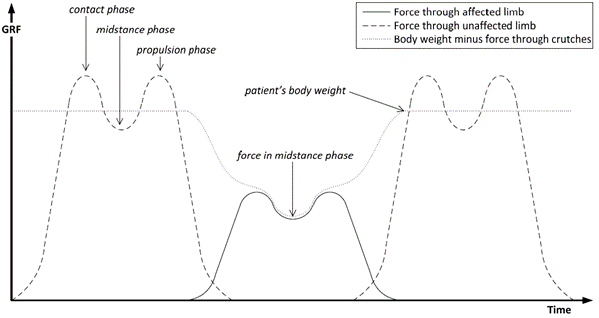 contact phase
GRF
midstance phase
propulsion phase
Force through affected limb
Force through unaffected limb
Body weight minus force through crutches
patient's body weight
force in midstance phase
Time